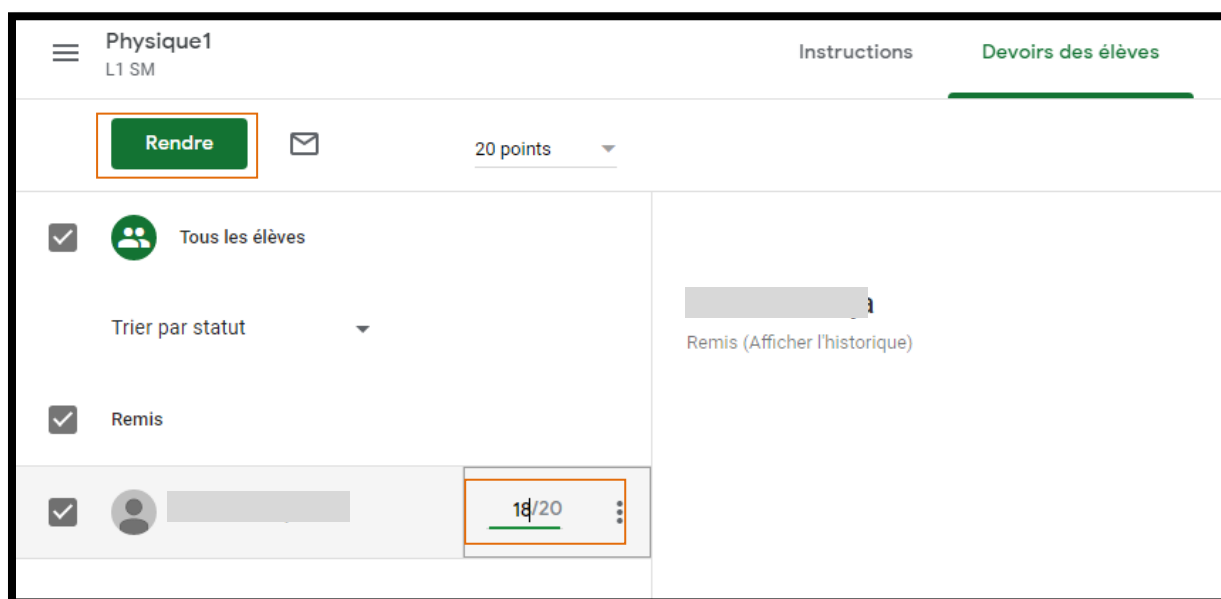 Physique1
L1 SM
Instructions
Devoirs des élèves
Rendre
20 points
Tous les élèves
Trier par statut
Remis (Afficher l'historique)
Remis
18/20